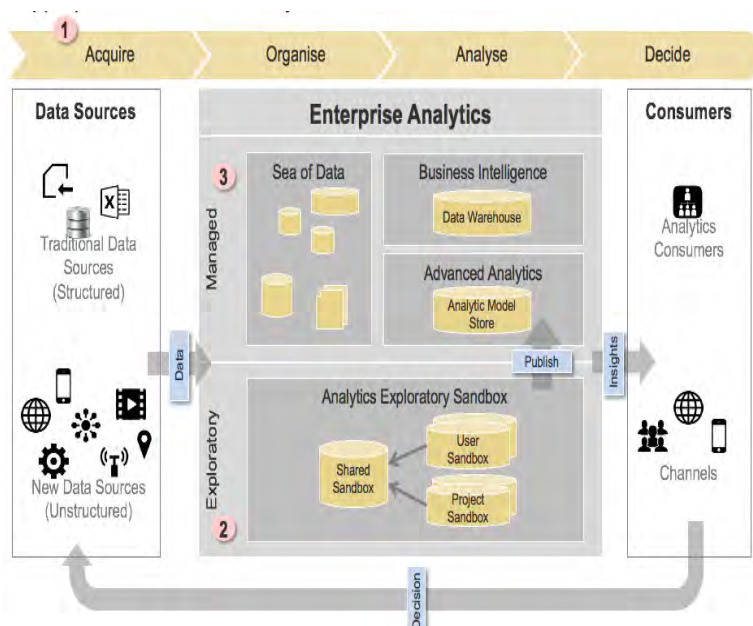 1
Acquire
Organise
Analyse
Decide
Data Sources
Traditional Data
Sources
(Structured)
New Data Sources
(Unstructured)
Data
Enterprise Analytics
Managed
3
Sea of Data
Business Intelligence
Data Warehouse
Advanced Analytics
Analytic Model
Store
Publish
Exploratory
2
Analytics Exploratory Sandbox
Shared
Sandbox
User
Sandbox
Project
Sandbox
Insights
Consumers
Analytics
Consumers
Channels
Decision